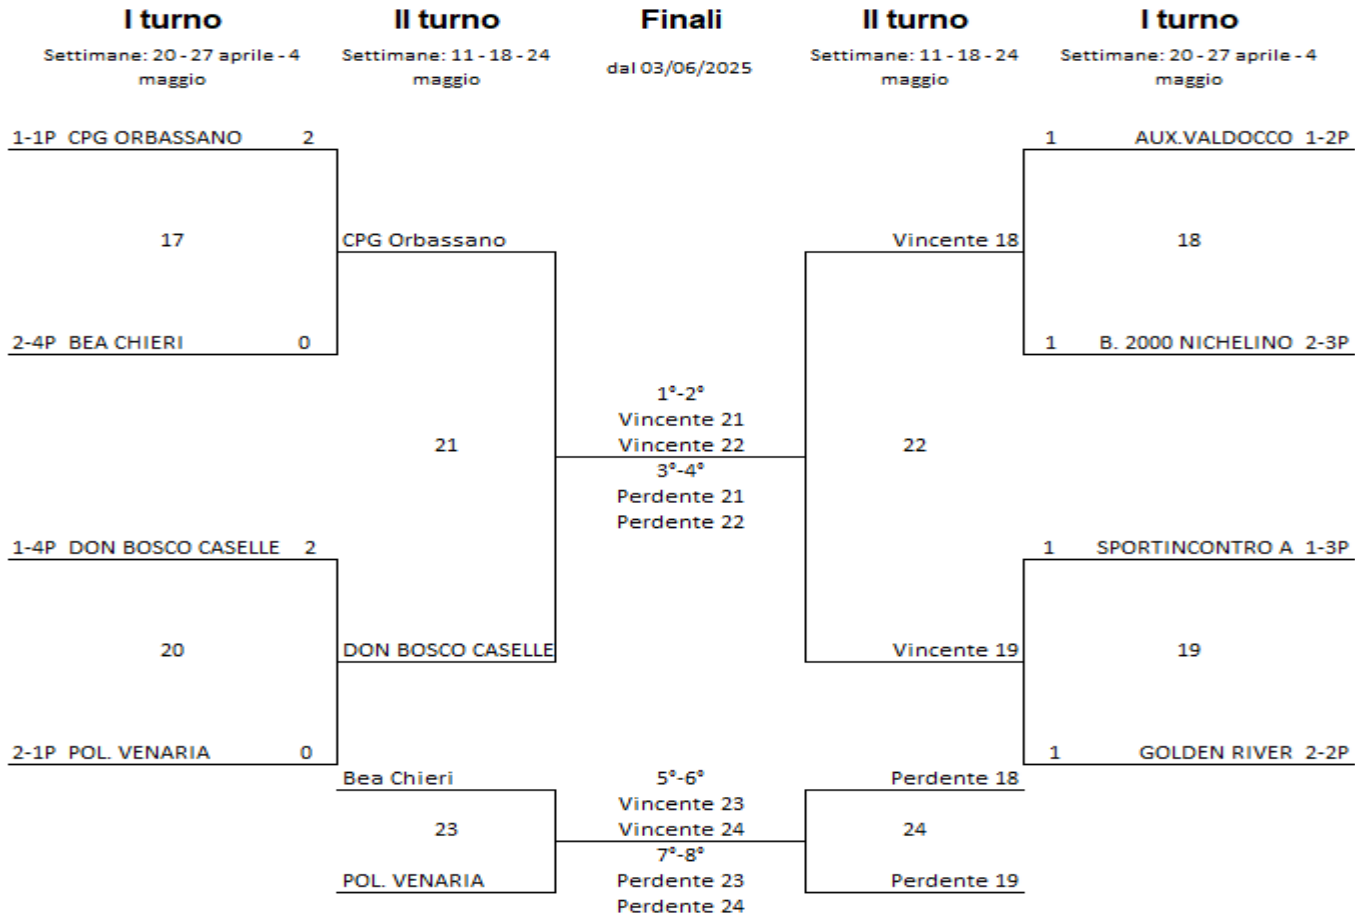 I turno II turno Finali II turno I turno
Settimane: 20 - 27 aprile - 4 maggio
Settimane: 11 - 18 - 24 maggio
dal 03/06/2025
Settimane: 11 - 18 - 24 maggio
Settimane: 20 - 27 aprile - 4 maggio
1-1P CPG ORBASSANO 2
1 AUX.VALDOCCO 1-2P
17
CPG Orbassano
Vincente 18
18
2-4P BEA CHIERI 0
1 B. 2000 NICHELINO 2-3P
1°-2°
Vincente 21
21
Vincente 22
22
3°-4°
Perdente 21
Perdente 22
1-4P DON BOSCO CASELLE 2
1 SPORTINCONTRO A 1-3P
20
DON BOSCO CASELLE
Vincente 19
19
2-1P POL. VENARIA 0
1 GOLDEN RIVER 2-2P
Bea Chieri
5°-6°
Perdente 18
Vincente 23
23
Vincente 24
24
7°-8°
POL. VENARIA
Perdente 23
Perdente 19
Perdente 24